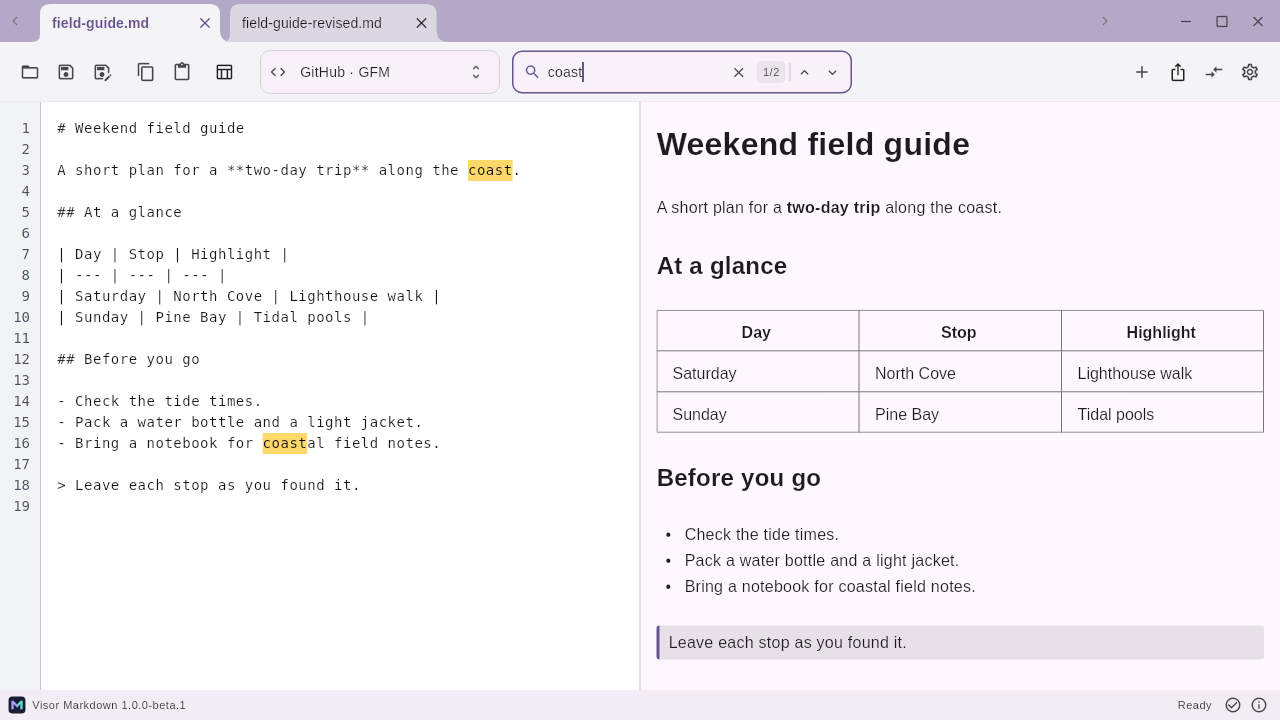 field-guide.md
field-guide-revised.md
GitHub · GFM
coast
1/2
1 # Weekend field guide
2
3 A short plan for a **two-day trip** along the coast.
4
5 ## At a glance
6
7 | Day | Stop | Highlight |
8 | --- | --- | --- |
9 | Saturday | North Cove | Lighthouse walk |
10 | Sunday | Pine Bay | Tidal pools |
11
12 ## Before you go
13
14 - Check the tide times.
15 - Pack a water bottle and a light jacket.
16 - Bring a notebook for coastal field notes.
17
18 > Leave each stop as you found it.
19
Weekend field guide
A short plan for a two-day trip along the coast.
At a glance
Day Stop Highlight
Saturday North Cove Lighthouse walk
Sunday Pine Bay Tidal pools
Before you go
• Check the tide times.
• Pack a water bottle and a light jacket.
• Bring a notebook for coastal field notes.
Leave each stop as you found it.
Visor Markdown 1.0.0-beta.1
Ready